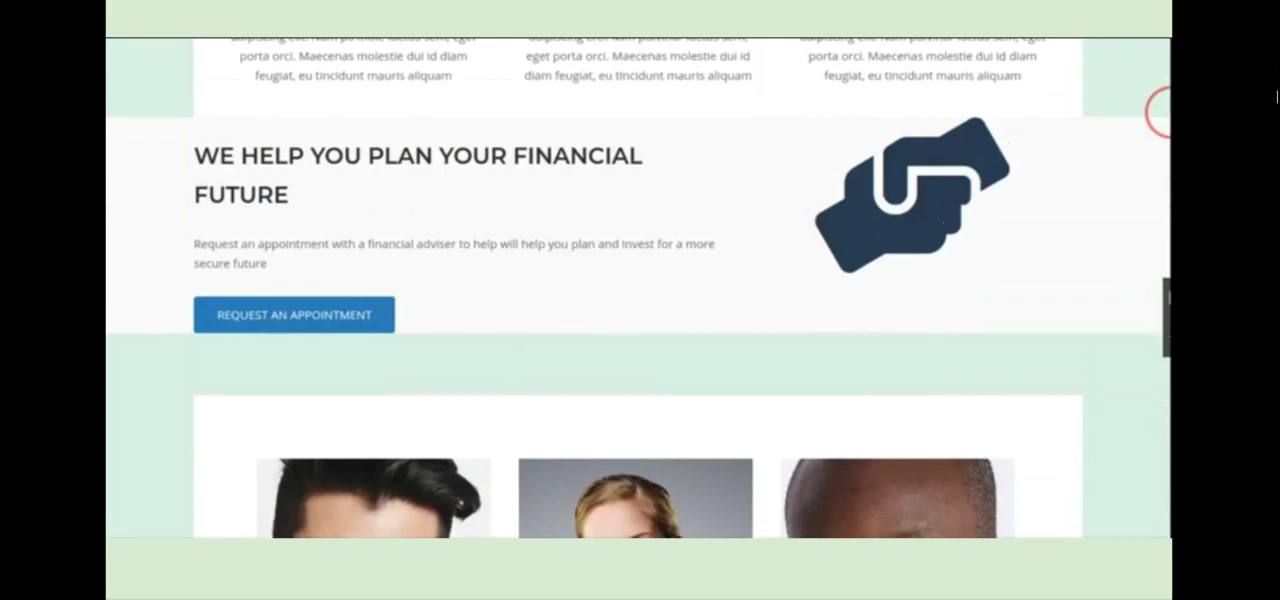 porta orci. Maecenas molestie dui id diam
feugiat, eu tincidunt mauris aliquam
eget porta orci. Maecenas molestie dui id
diam feugiat, eu tincidunt mauris aliquam
porta orci. Maecenas molestie dui id diam
feugiat, eu tincidunt mauris aliquam
WE HELP YOU PLAN YOUR FINANCIAL
FUTURE
Request an appointment with a financial adviser to help will help you plan and invest for a more
secure future
REQUEST AN APPOINTMENT